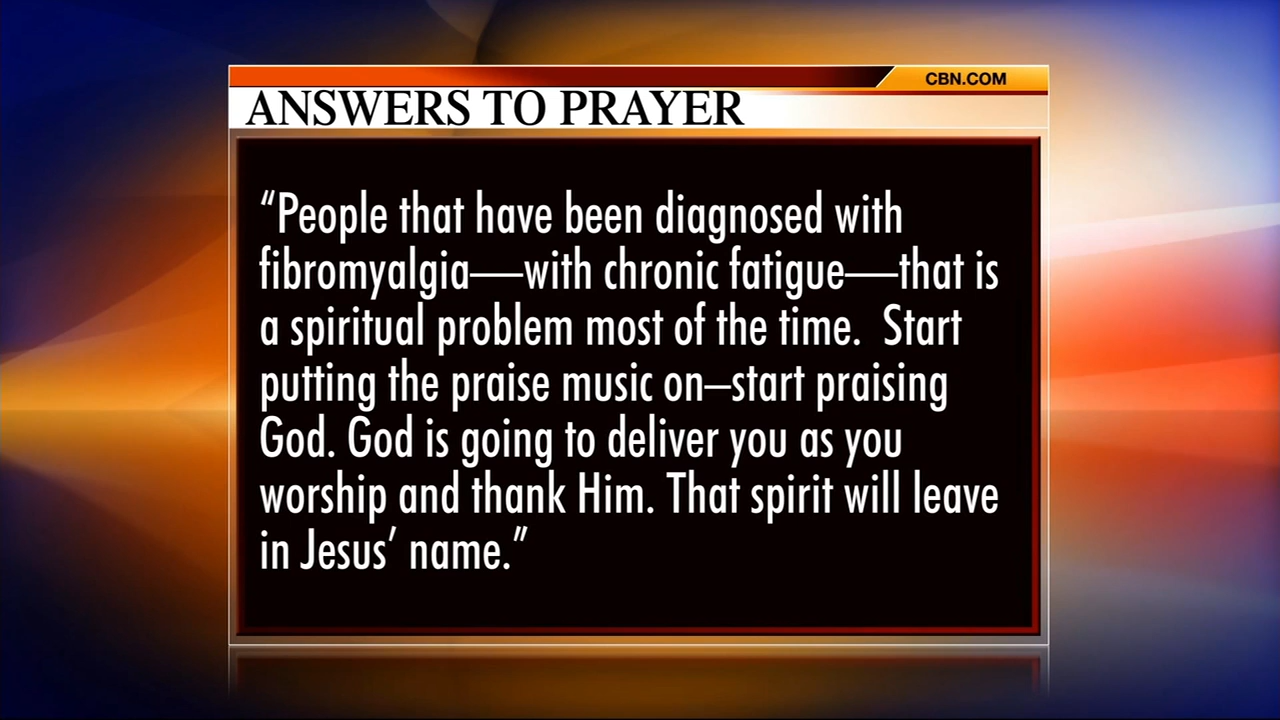 CBN.COM
ANSWERS TO PRAYER
“People that have been diagnosed with
fibromyalgia—with chronic fatigue—that is
a spiritual problem most of the time.  Start
putting the praise music on–start praising
God. God is going to deliver you as you
worship and thank Him. That spirit will leave
in Jesus’ name.”